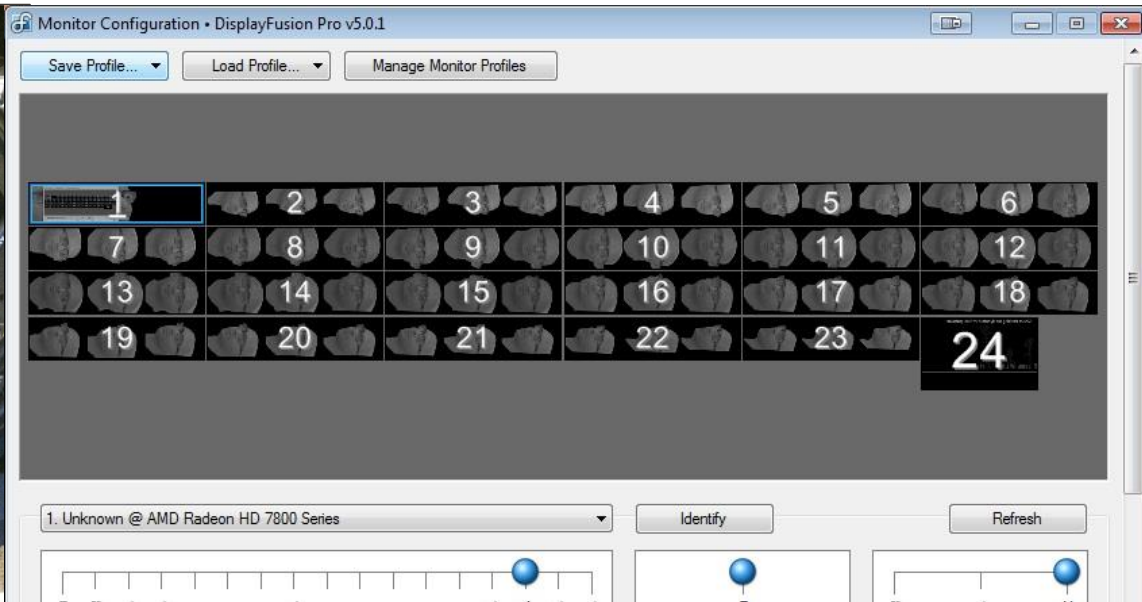 Monitor Configuration • DisplayFusion Pro v5.0.1
Save Profile... Load Profile... Manage Monitor Profiles
1 2 3 4 5 6
7 8 9 10 11 12
13 14 15 16 17 18
19 20 21 22 23 24
1. Unknown @ AMD Radeon HD 7800 Series Identify Refresh